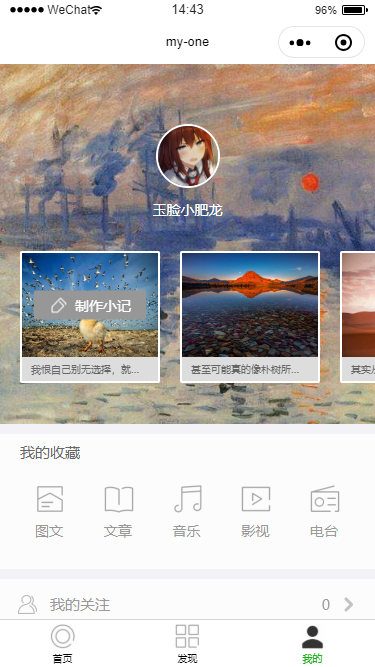 WeChat 14:43 96%
my-one
玉脸小肥龙
制作小记
我恨自己别无选择，就...
甚至可能真的像朴树所...
我的收藏
图文 文章 音乐 影视 电台
我的关注 0
首页 发现 我的